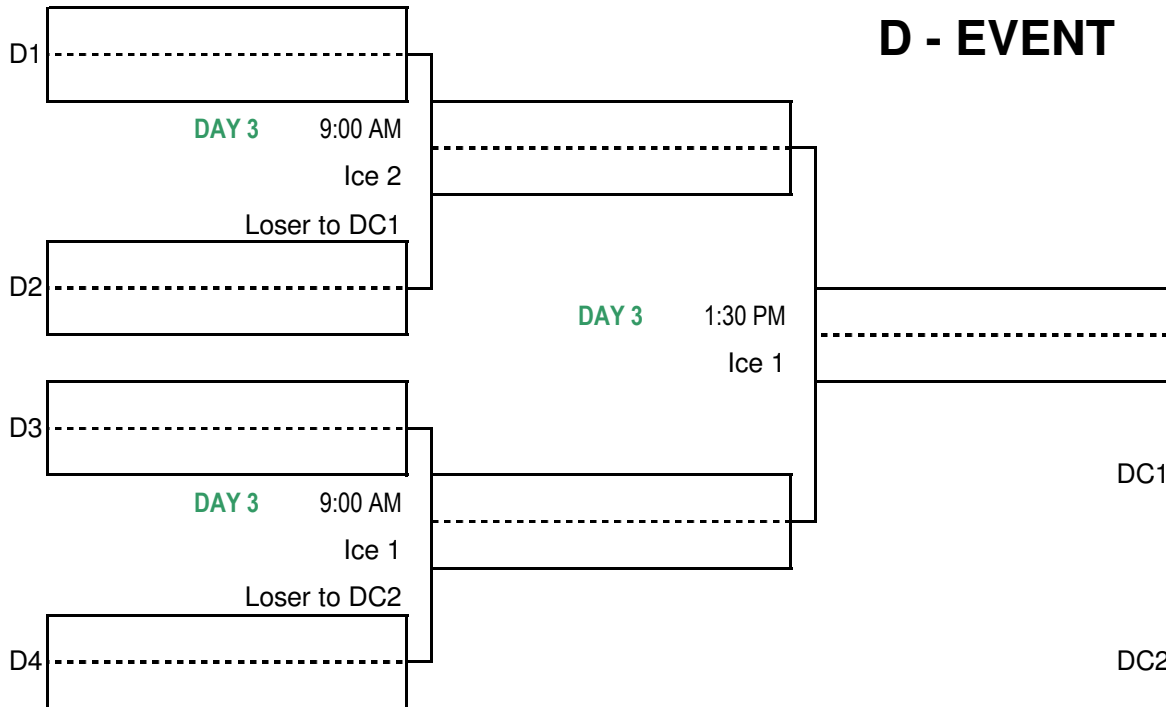 D - EVENT
D1
DAY 3 9:00 AM
Ice 2
Loser to DC1
D2
DAY 3 1:30 PM
Ice 1
D3
DC1
DAY 3 9:00 AM
Ice 1
Loser to DC2
D4
DC2